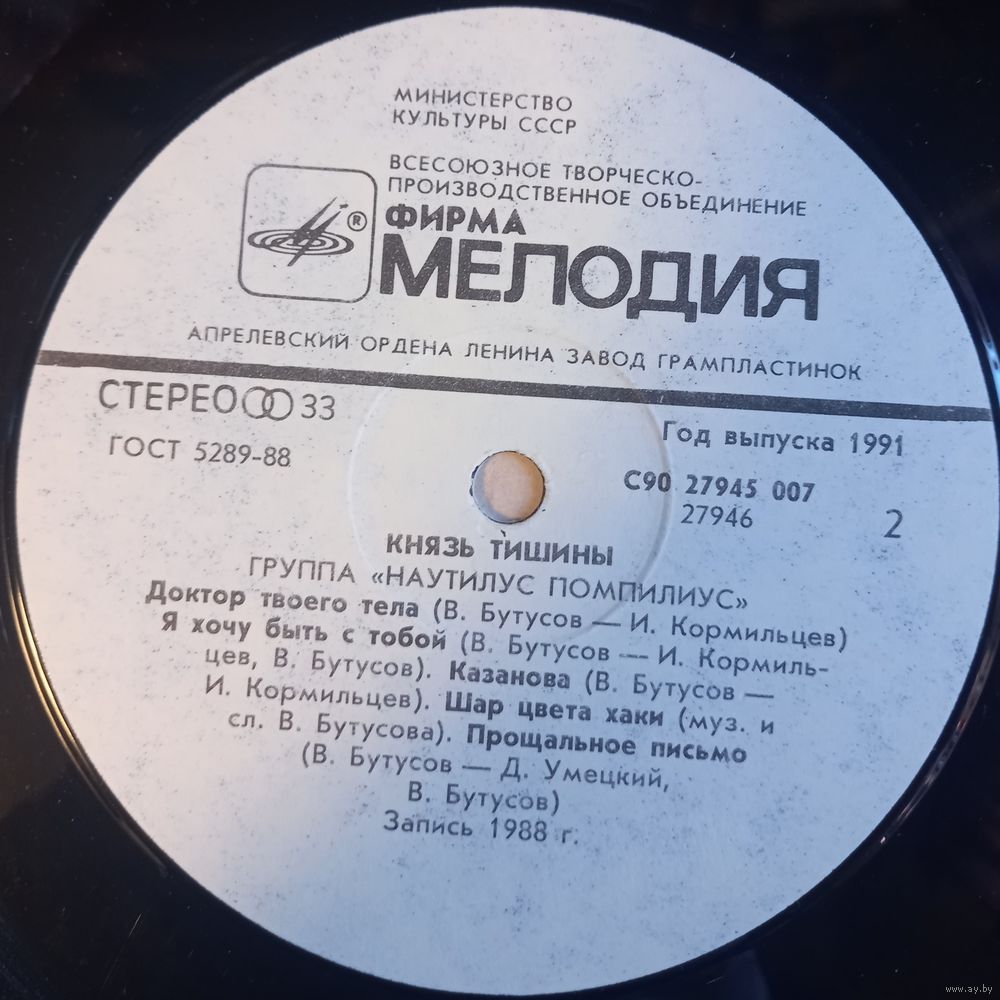 МИНИСТЕРСТВО
КУЛЬТУРЫ СССР
ВСЕСОЮЗНОЕ ТВОРЧЕСКО-
ПРОИЗВОДСТВЕННОЕ ОБЪЕДИНЕНИЕ
®
ФИРМА
МЕЛОДИЯ
АПРЕЛЕВСКИЙ ОРДЕНА ЛЕНИНА ЗАВОД ГРАМПЛАСТИНОК
СТЕРЕО 33
Год выпуска 1991
ГОСТ 5289-88
С90 27945 007
27946
2
КНЯЗЬ ТИШИНЫ
ГРУППА «НАУТИЛУС ПОМПИЛИУС»
Доктор твоего тела (В. Бутусов — И. Кормильцев)
Я хочу быть с тобой (В. Бутусов — И. Кормиль-
цев, В. Бутусов). Казанова (В. Бутусов —
И. Кормильцев). Шар цвета хаки (муз. и
сл. В. Бутусова). Прощальное письмо
(В. Бутусов — Д. Умецкий,
В. Бутусов)
Запись 1988 г.
www.ay.by